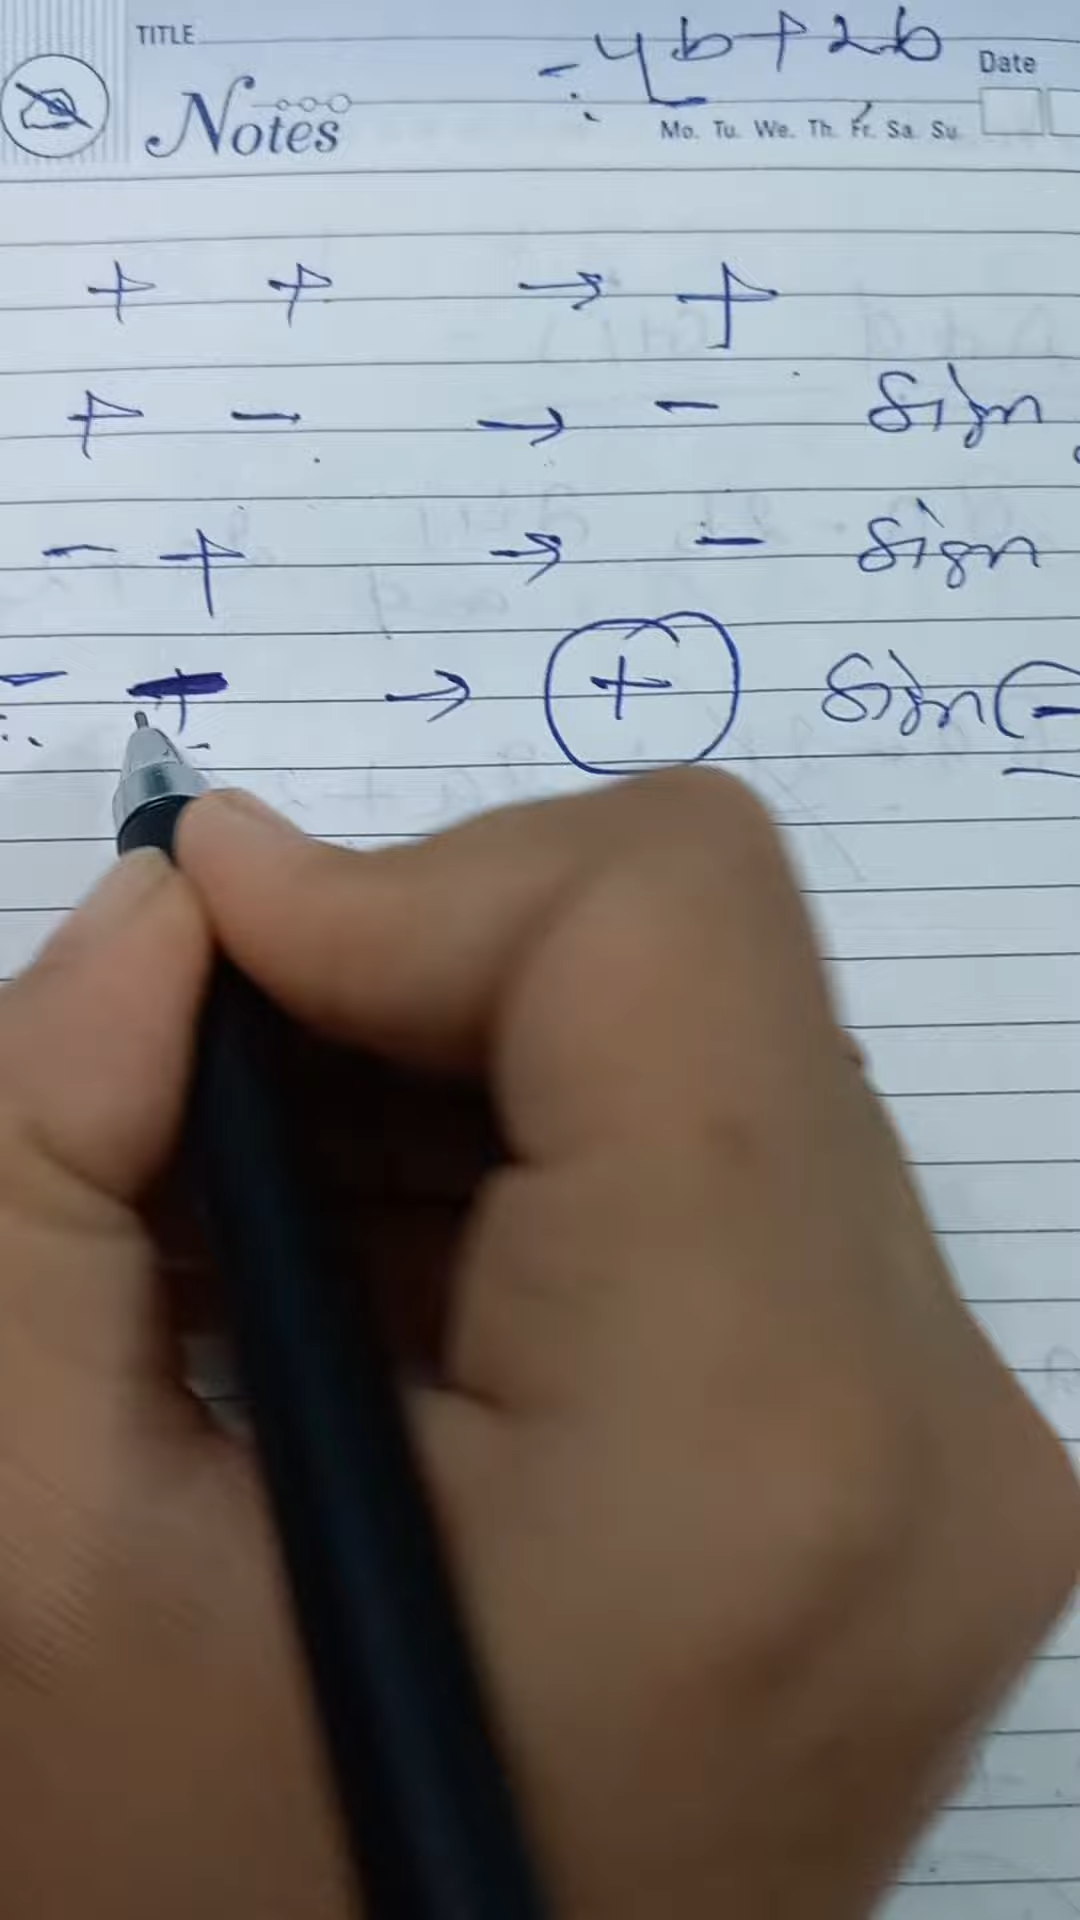 TITLE
-4b+2b
Date
Notes
Mo. Tu. We. Th. Fr. Sa. Su.
+ + → +
+ - → - Sign
- + → - Sign
- - → + Sign (-